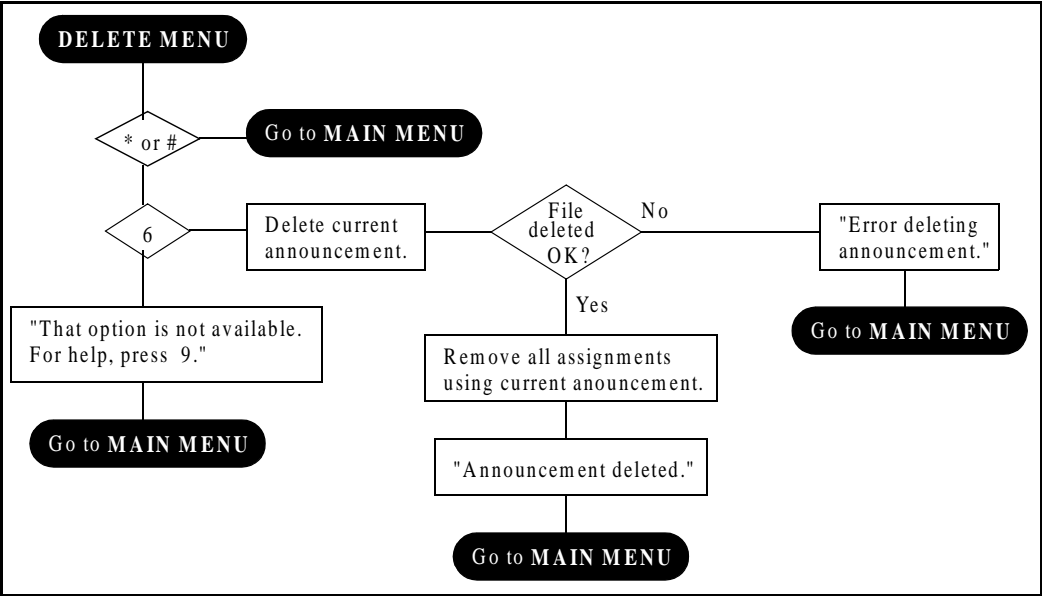 DELETE MENU
* or #
Go to MAIN MENU
6
Delete current
announcement.
File
deleted
OK?
No
"Error deleting
announcement."
Go to MAIN MENU
Yes
"That option is not available.
For help, press 9."
Go to MAIN MENU
Remove all assignments
using current anouncement.
"Announcement deleted."
Go to MAIN MENU